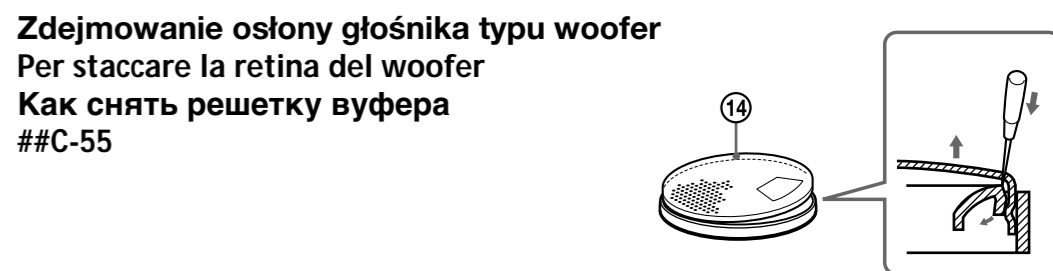 Zdejmowanie osłony głośnika typu woofer
Per staccare la retina del woofer
Как снять решетку вуфера
##C-55
14